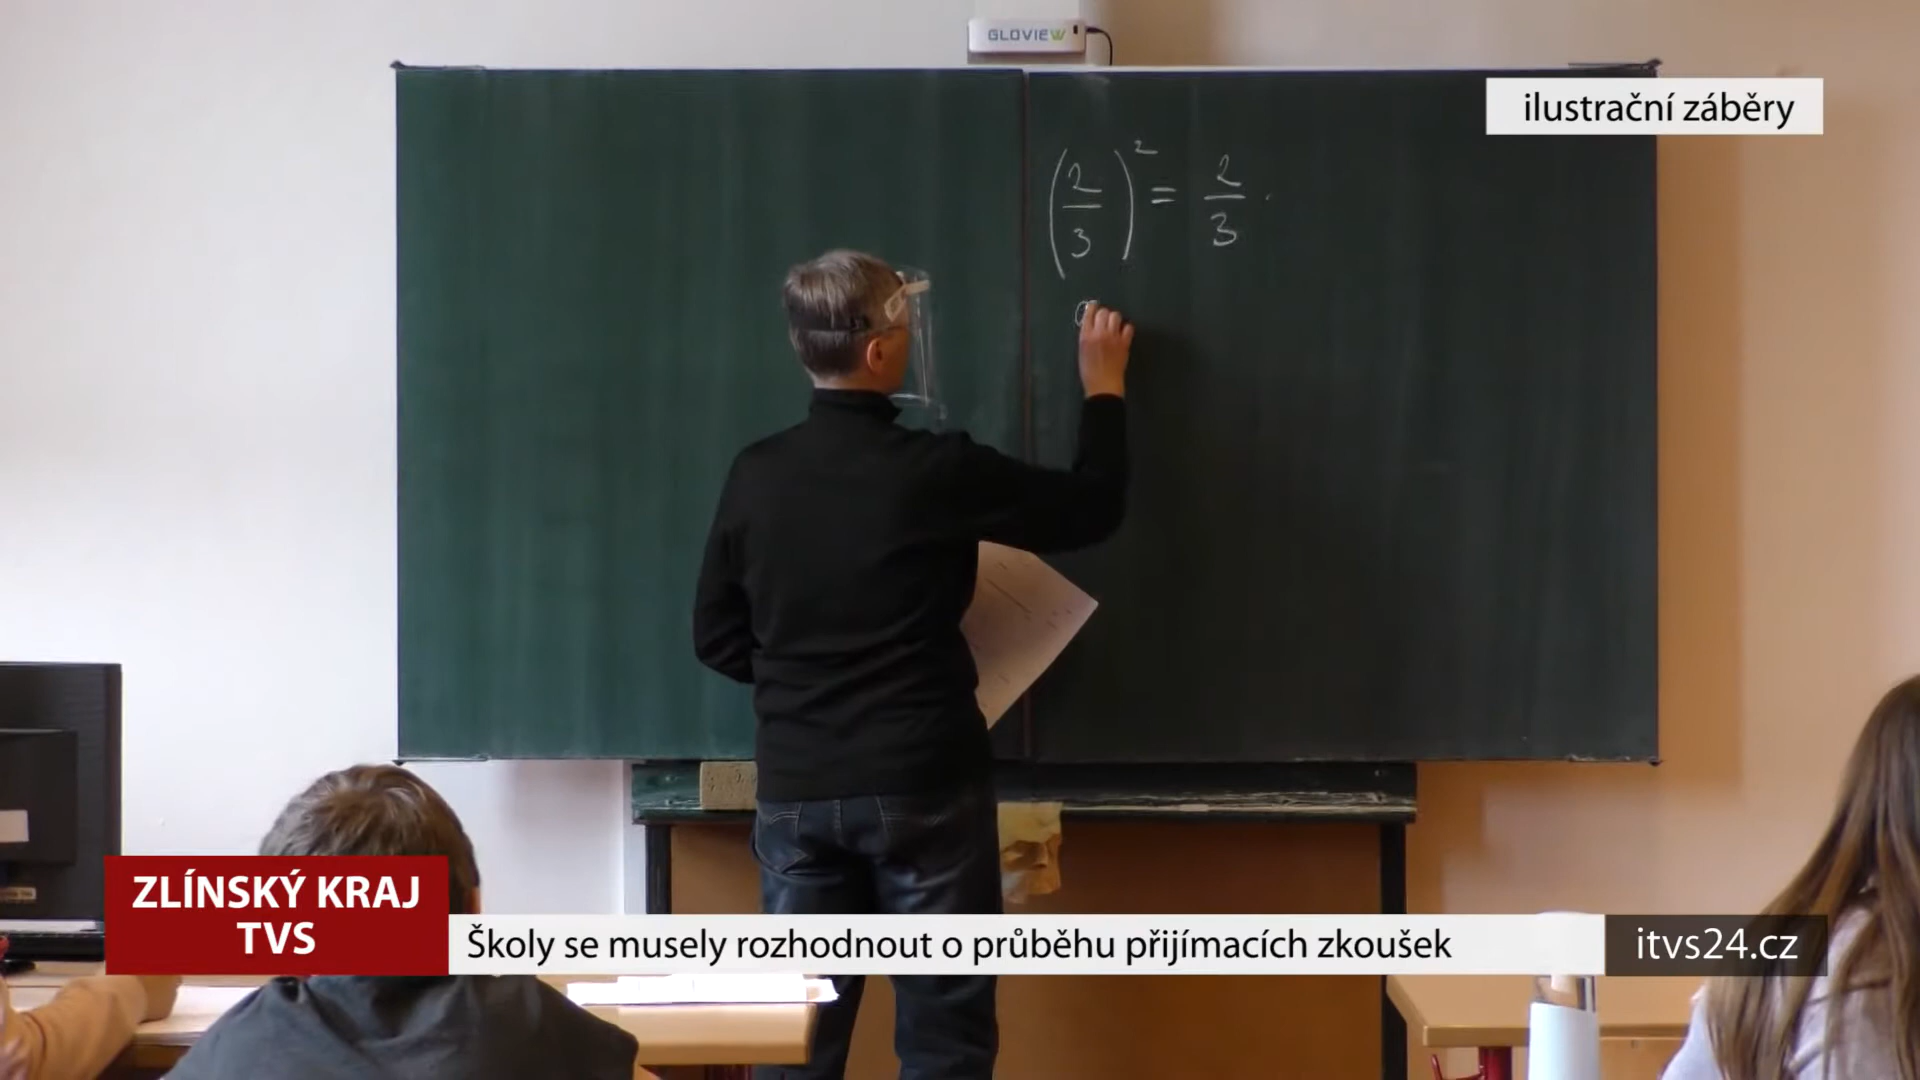 GLOVIEW
ilustrační záběry
(2/3)² = 2/3 ·
ZLÍNSKÝ KRAJ
TVS
Školy se musely rozhodnout o průběhu přijímacích zkoušek
itvs24.cz